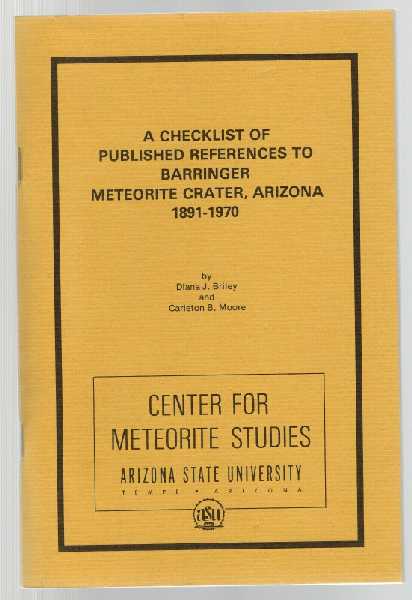 A CHECKLIST OF
PUBLISHED REFERENCES TO
BARRINGER
METEORITE CRATER, ARIZONA
1891-1970
by
Diana J. Briley
and
Carleton B. Moore
CENTER FOR
METEORITE STUDIES
ARIZONA STATE UNIVERSITY
TEMPE • ARIZONA
asu